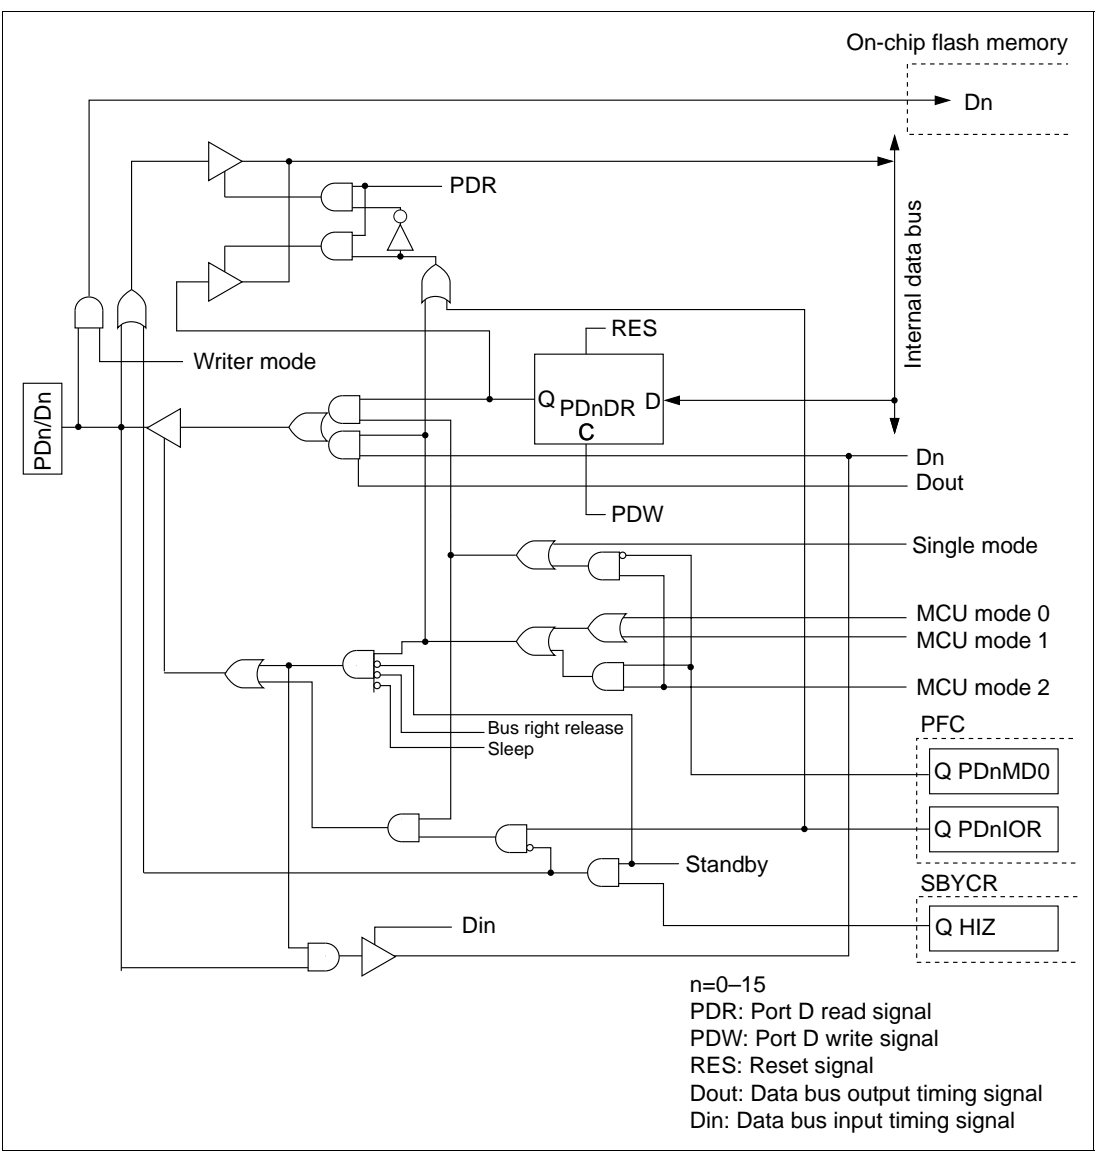 On-chip flash memory
Dn
PDR
Internal data bus
RES
Writer mode
Q PDnDR D
C
PDn/Dn
Dn
Dout
PDW
Single mode
MCU mode 0
MCU mode 1
MCU mode 2
PFC
Bus right release
Sleep
Q PDnMD0
Q PDnIOR
Standby
SBYCR
Din
Q HIZ
n=0–15
PDR: Port D read signal
PDW: Port D write signal
RES: Reset signal
Dout: Data bus output timing signal
Din: Data bus input timing signal